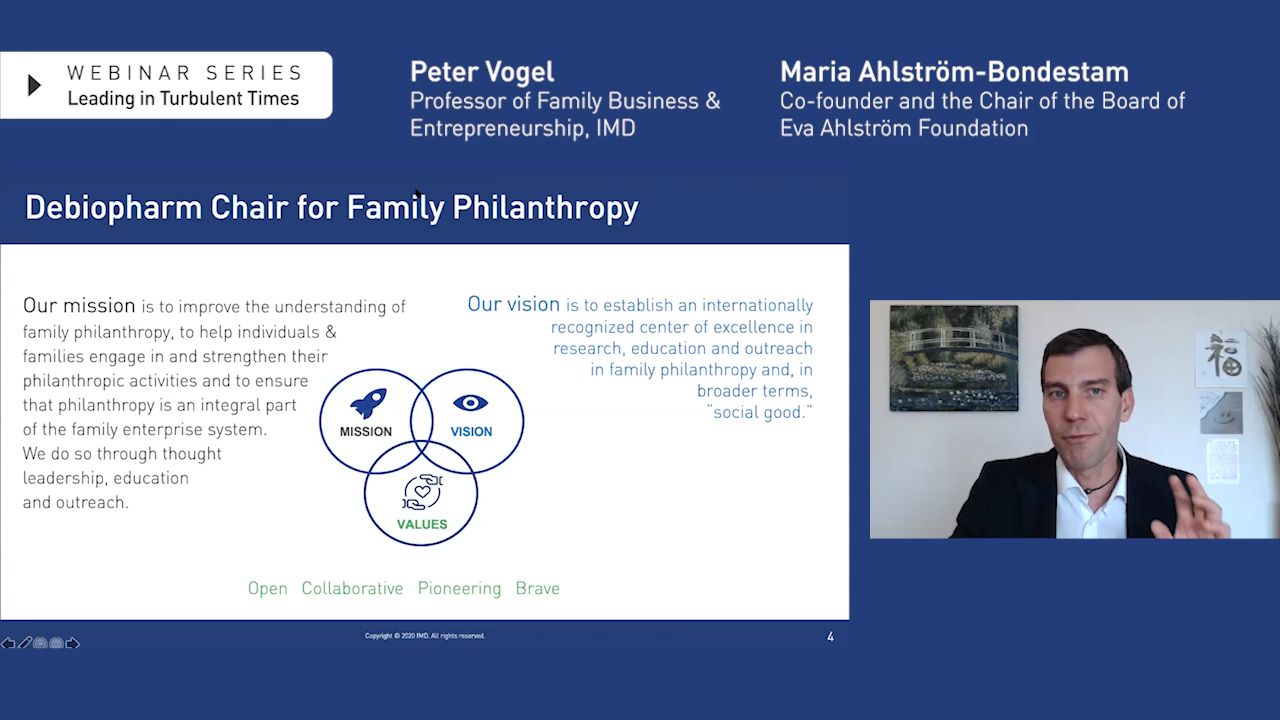 WEBINAR SERIES
Leading in Turbulent Times
Peter Vogel
Professor of Family Business &
Entrepreneurship, IMD
Maria Ahlström-Bondestam
Co-founder and the Chair of the Board of
Eva Ahlström Foundation
Debiopharm Chair for Family Philanthropy
Our mission is to improve the understanding of
family philanthropy, to help individuals &
families engage in and strengthen their
philanthropic activities and to ensure
that philanthropy is an integral part
of the family enterprise system.
We do so through thought
leadership, education
and outreach.
Our vision is to establish an internationally
recognized center of excellence in
research, education and outreach
in family philanthropy and, in
broader terms,
"social good."
MISSION
VISION
VALUES
Open Collaborative Pioneering Brave
Copyright © 2020 IMD. All rights reserved.
4
福